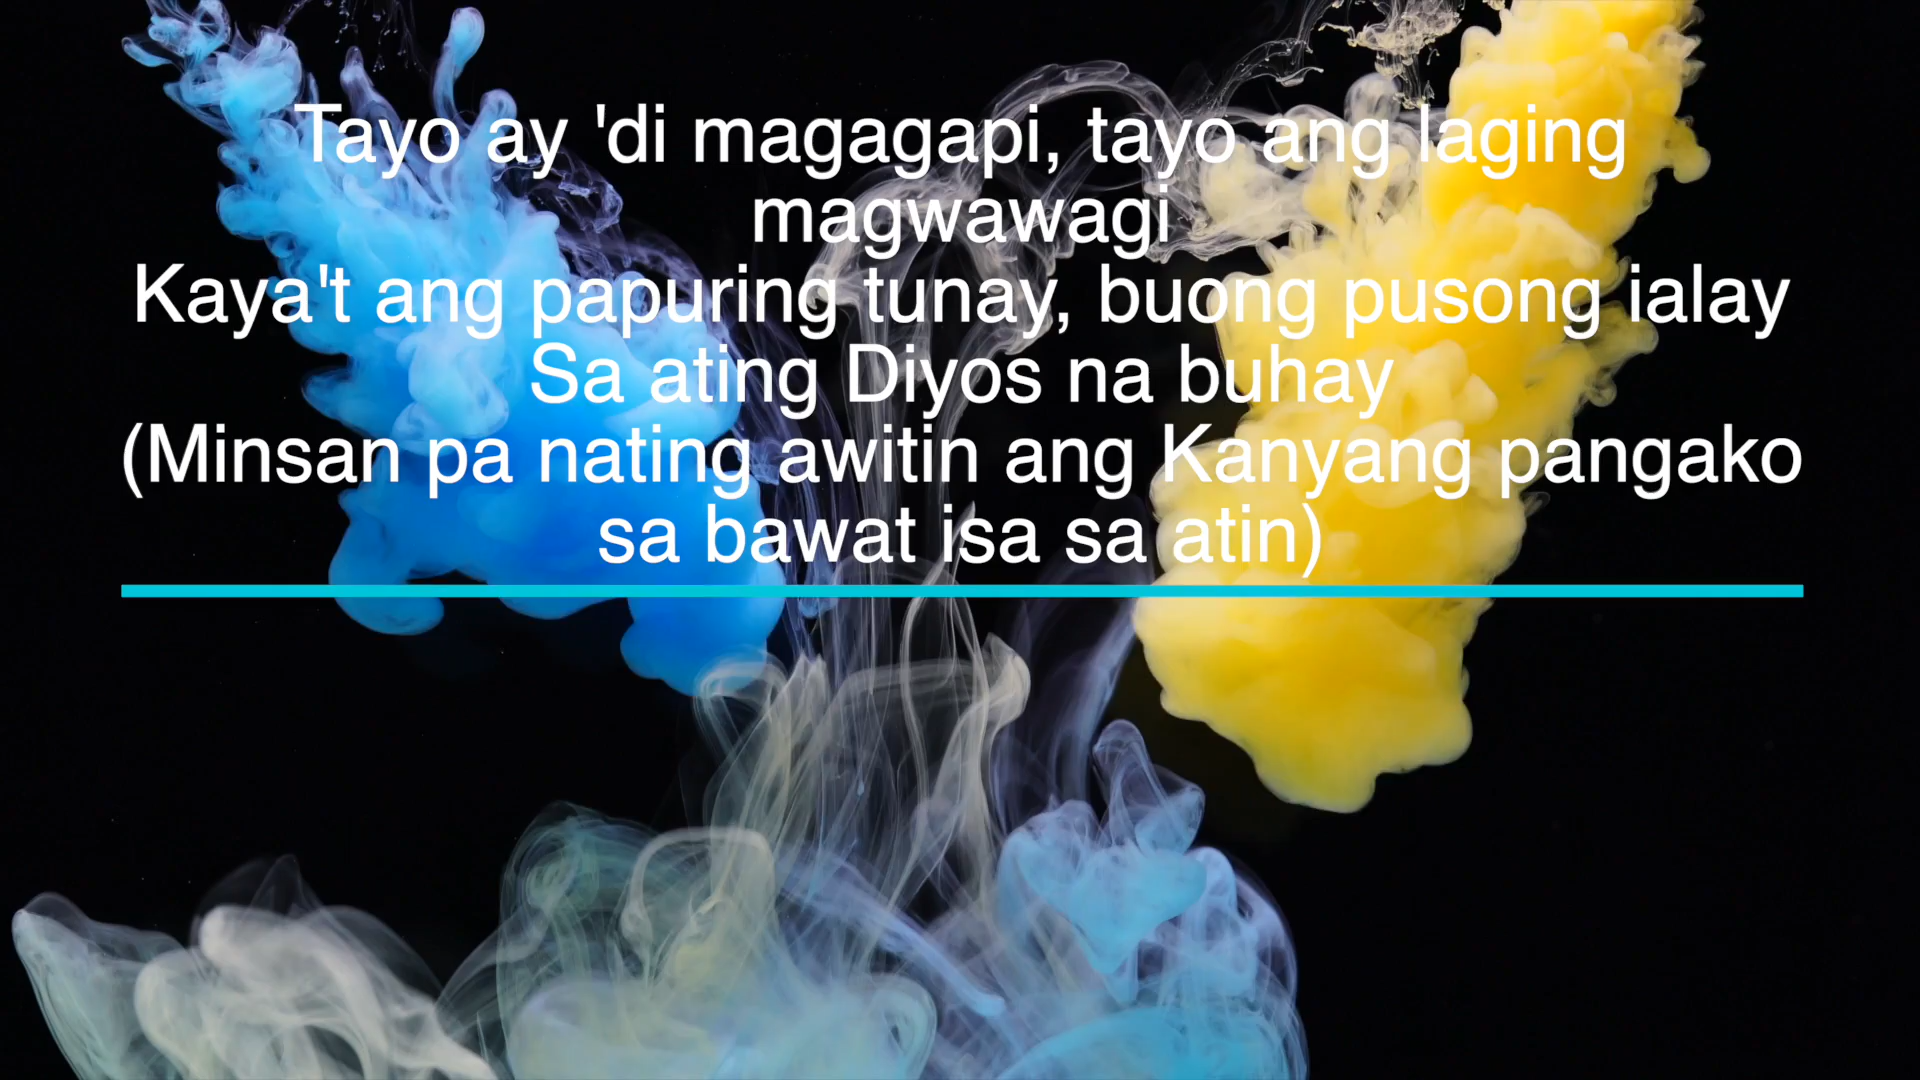 Tayo ay 'di magagapi, tayo ang laging
magwawagi
Kaya't ang papuring tunay, buong pusong ialay
Sa ating Diyos na buhay
(Minsan pa nating awitin ang Kanyang pangako
sa bawat isa sa atin)